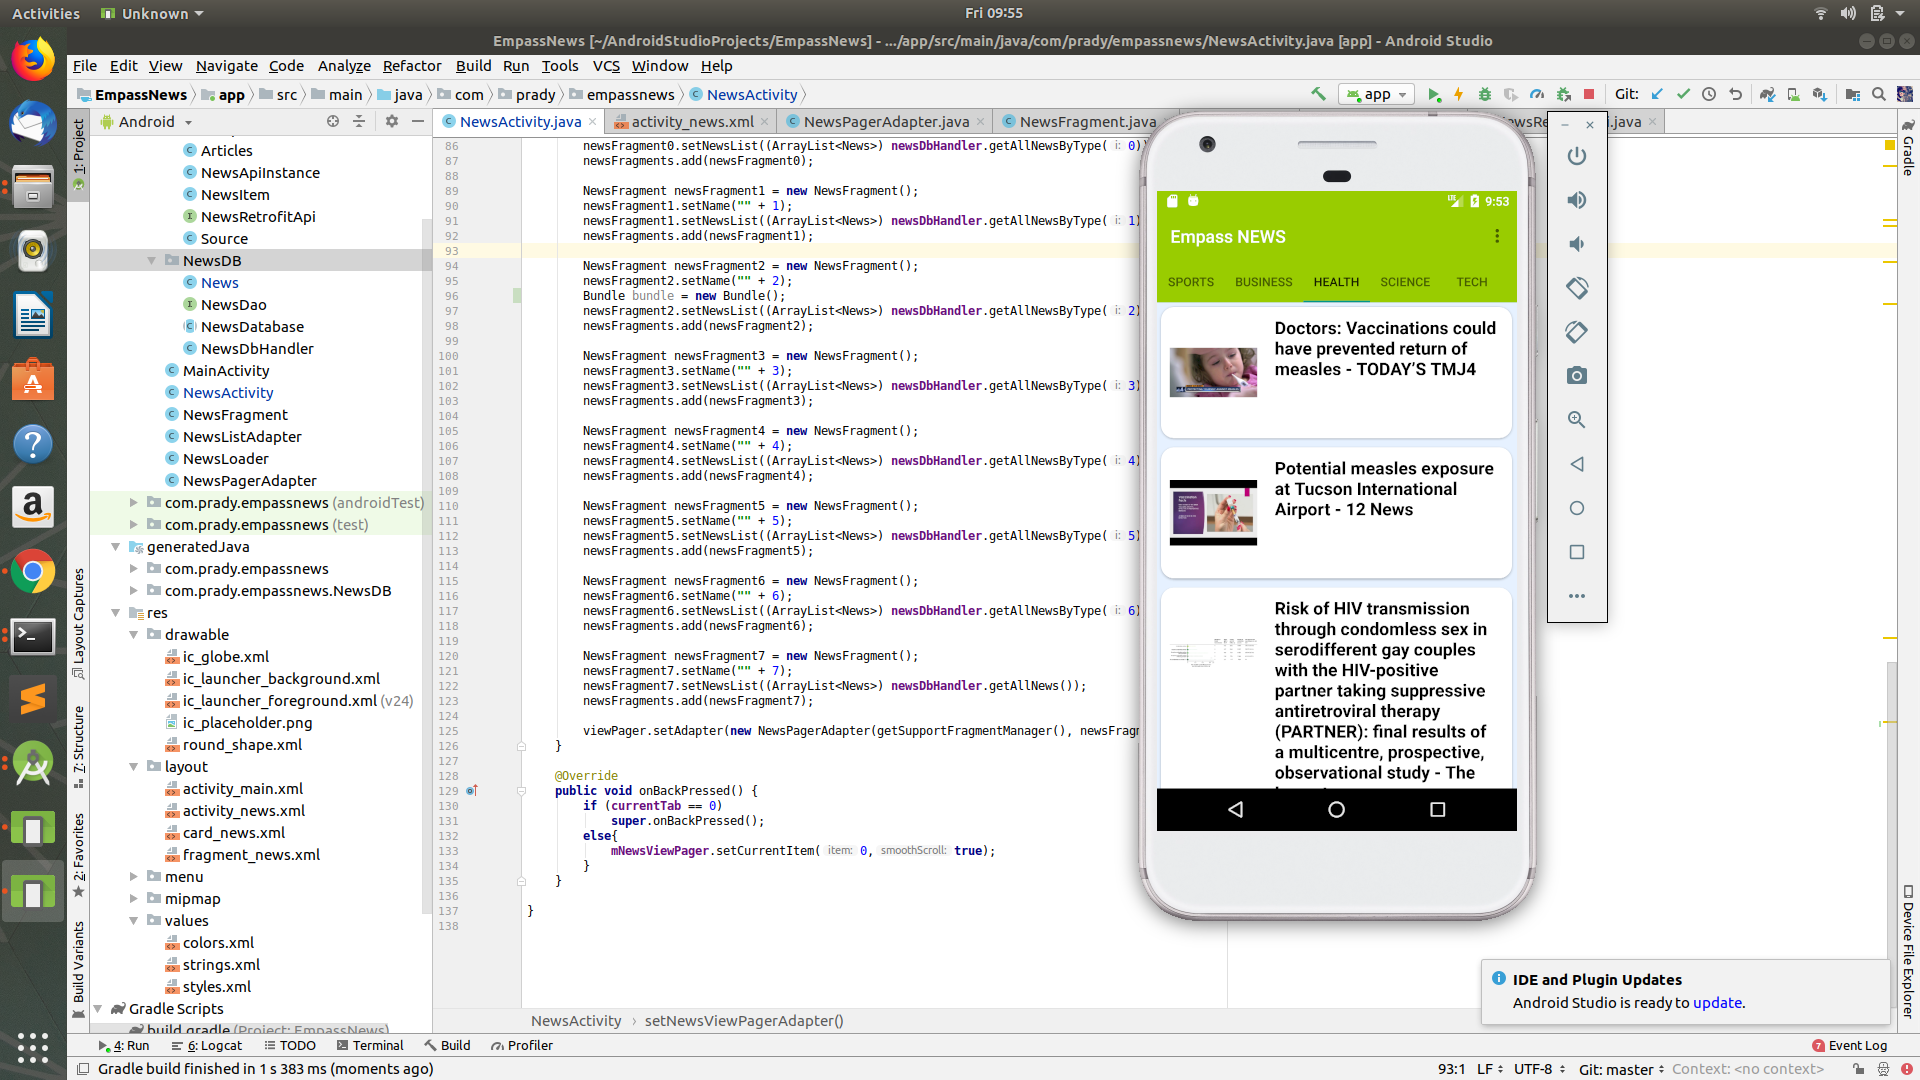 Activities
Unknown
Fri 09:55
EmpassNews [~/AndroidStudioProjects/EmpassNews] - .../app/src/main/java/com/prady/empassnews/NewsActivity.java [app] - Android Studio
File Edit View Navigate Code Analyze Refactor Build Run Tools VCS Window Help
EmpassNews app src main java com prady empassnews NewsActivity
app
Git:
1: Project
Layout Captures
7: Structure
2: Favorites
Build Variants
Android
Articles
NewsApiInstance
NewsItem
NewsRetrofitApi
Source
NewsDB
News
NewsDao
NewsDatabase
NewsDbHandler
MainActivity
NewsActivity
NewsFragment
NewsListAdapter
NewsLoader
NewsPagerAdapter
com.prady.empassnews (androidTest)
com.prady.empassnews (test)
generatedJava
com.prady.empassnews
com.prady.empassnews.NewsDB
res
drawable
ic_globe.xml
ic_launcher_background.xml
ic_launcher_foreground.xml (v24)
ic_placeholder.png
round_shape.xml
layout
activity_main.xml
activity_news.xml
card_news.xml
fragment_news.xml
menu
mipmap
values
colors.xml
strings.xml
styles.xml
Gradle Scripts
build.gradle (Project: EmpassNews)
NewsActivity.java activity_news.xml NewsPagerAdapter.java NewsFragment.java
86 newsFragment0.setNewsList((ArrayList<News>) newsDbHandler.getAllNewsByType( i: 0))
87 newsFragments.add(newsFragment0);
88
89 NewsFragment newsFragment1 = new NewsFragment();
90 newsFragment1.setName("" + 1);
91 newsFragment1.setNewsList((ArrayList<News>) newsDbHandler.getAllNewsByType( i: 1)
92 newsFragments.add(newsFragment1);
93
94 NewsFragment newsFragment2 = new NewsFragment();
95 newsFragment2.setName("" + 2);
96 Bundle bundle = new Bundle();
97 newsFragment2.setNewsList((ArrayList<News>) newsDbHandler.getAllNewsByType( i: 2)
98 newsFragments.add(newsFragment2);
99
100 NewsFragment newsFragment3 = new NewsFragment();
101 newsFragment3.setName("" + 3);
102 newsFragment3.setNewsList((ArrayList<News>) newsDbHandler.getAllNewsByType( i: 3)
103 newsFragments.add(newsFragment3);
104
105 NewsFragment newsFragment4 = new NewsFragment();
106 newsFragment4.setName("" + 4);
107 newsFragment4.setNewsList((ArrayList<News>) newsDbHandler.getAllNewsByType( i: 4)
108 newsFragments.add(newsFragment4);
109
110 NewsFragment newsFragment5 = new NewsFragment();
111 newsFragment5.setName("" + 5);
112 newsFragment5.setNewsList((ArrayList<News>) newsDbHandler.getAllNewsByType( i: 5)
113 newsFragments.add(newsFragment5);
114
115 NewsFragment newsFragment6 = new NewsFragment();
116 newsFragment6.setName("" + 6);
117 newsFragment6.setNewsList((ArrayList<News>) newsDbHandler.getAllNewsByType( i: 6)
118 newsFragments.add(newsFragment6);
119
120 NewsFragment newsFragment7 = new NewsFragment();
121 newsFragment7.setName("" + 7);
122 newsFragment7.setNewsList((ArrayList<News>) newsDbHandler.getAllNews());
123 newsFragments.add(newsFragment7);
124
125 viewPager.setAdapter(new NewsPagerAdapter(getSupportFragmentManager(), newsFrag
126 }
127
128 @Override
129 public void onBackPressed() {
130 if (currentTab == 0)
131 super.onBackPressed();
132 else{
133 mNewsViewPager.setCurrentItem( item: 0, smoothScroll: true);
134 }
135 }
136
137 }
138
LTE 9:53
Empass NEWS
SPORTS BUSINESS HEALTH SCIENCE TECH
Doctors: Vaccinations could
have prevented return of
measles - TODAY'S TMJ4
Potential measles exposure
at Tucson International
Airport - 12 News
Risk of HIV transmission
through condomless sex in
serodifferent gay couples
with the HIV-positive
partner taking suppressive
antiretroviral therapy
(PARTNER): final results of
a multicentre, prospective,
observational study - The
Gradle
Device File Explorer
IDE and Plugin Updates
Android Studio is ready to update.
NewsActivity › setNewsViewPagerAdapter()
4: Run 6: Logcat TODO Terminal Build Profiler
7 Event Log
Gradle build finished in 1 s 383 ms (moments ago)
93:1 LF UTF-8 Git: master Context: <no context>